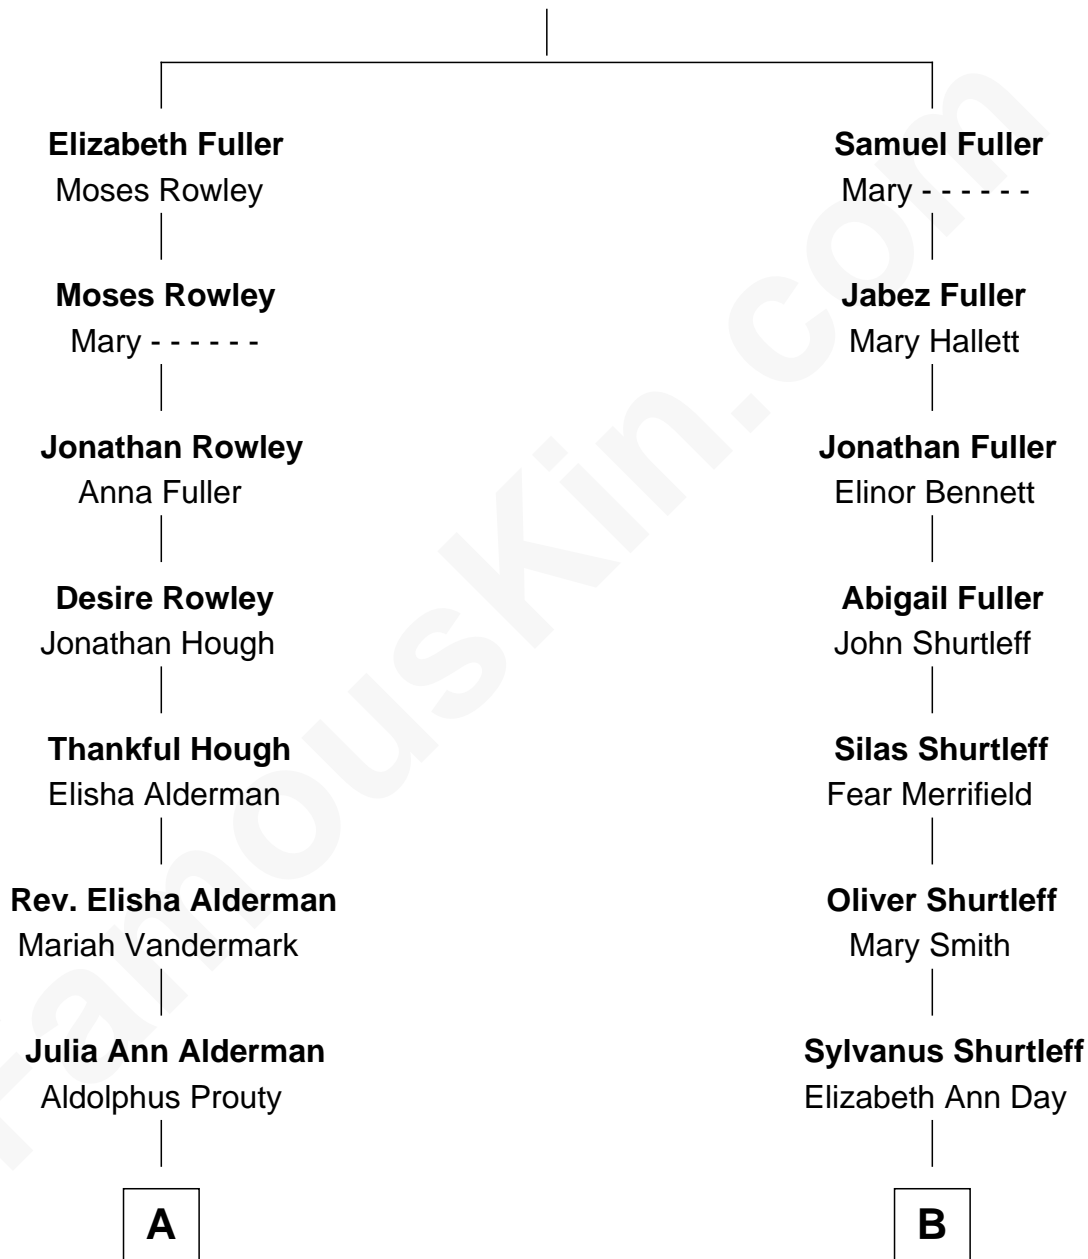 Elizabeth Fuller
Moses Rowley
Moses Rowley
Mary - - - - - -
Jonathan Rowley
Anna Fuller
Desire Rowley
Jonathan Hough
Thankful Hough
Elisha Alderman
Rev. Elisha Alderman
Mariah Vandermark
Julia Ann Alderman
Aldolphus Prouty
A
Samuel Fuller
Mary - - - - - -
Jabez Fuller
Mary Hallett
Jonathan Fuller
Elinor Bennett
Abigail Fuller
John Shurtleff
Silas Shurtleff
Fear Merrifield
Oliver Shurtleff
Mary Smith
Sylvanus Shurtleff
Elizabeth Ann Day
B
FamousKin.com